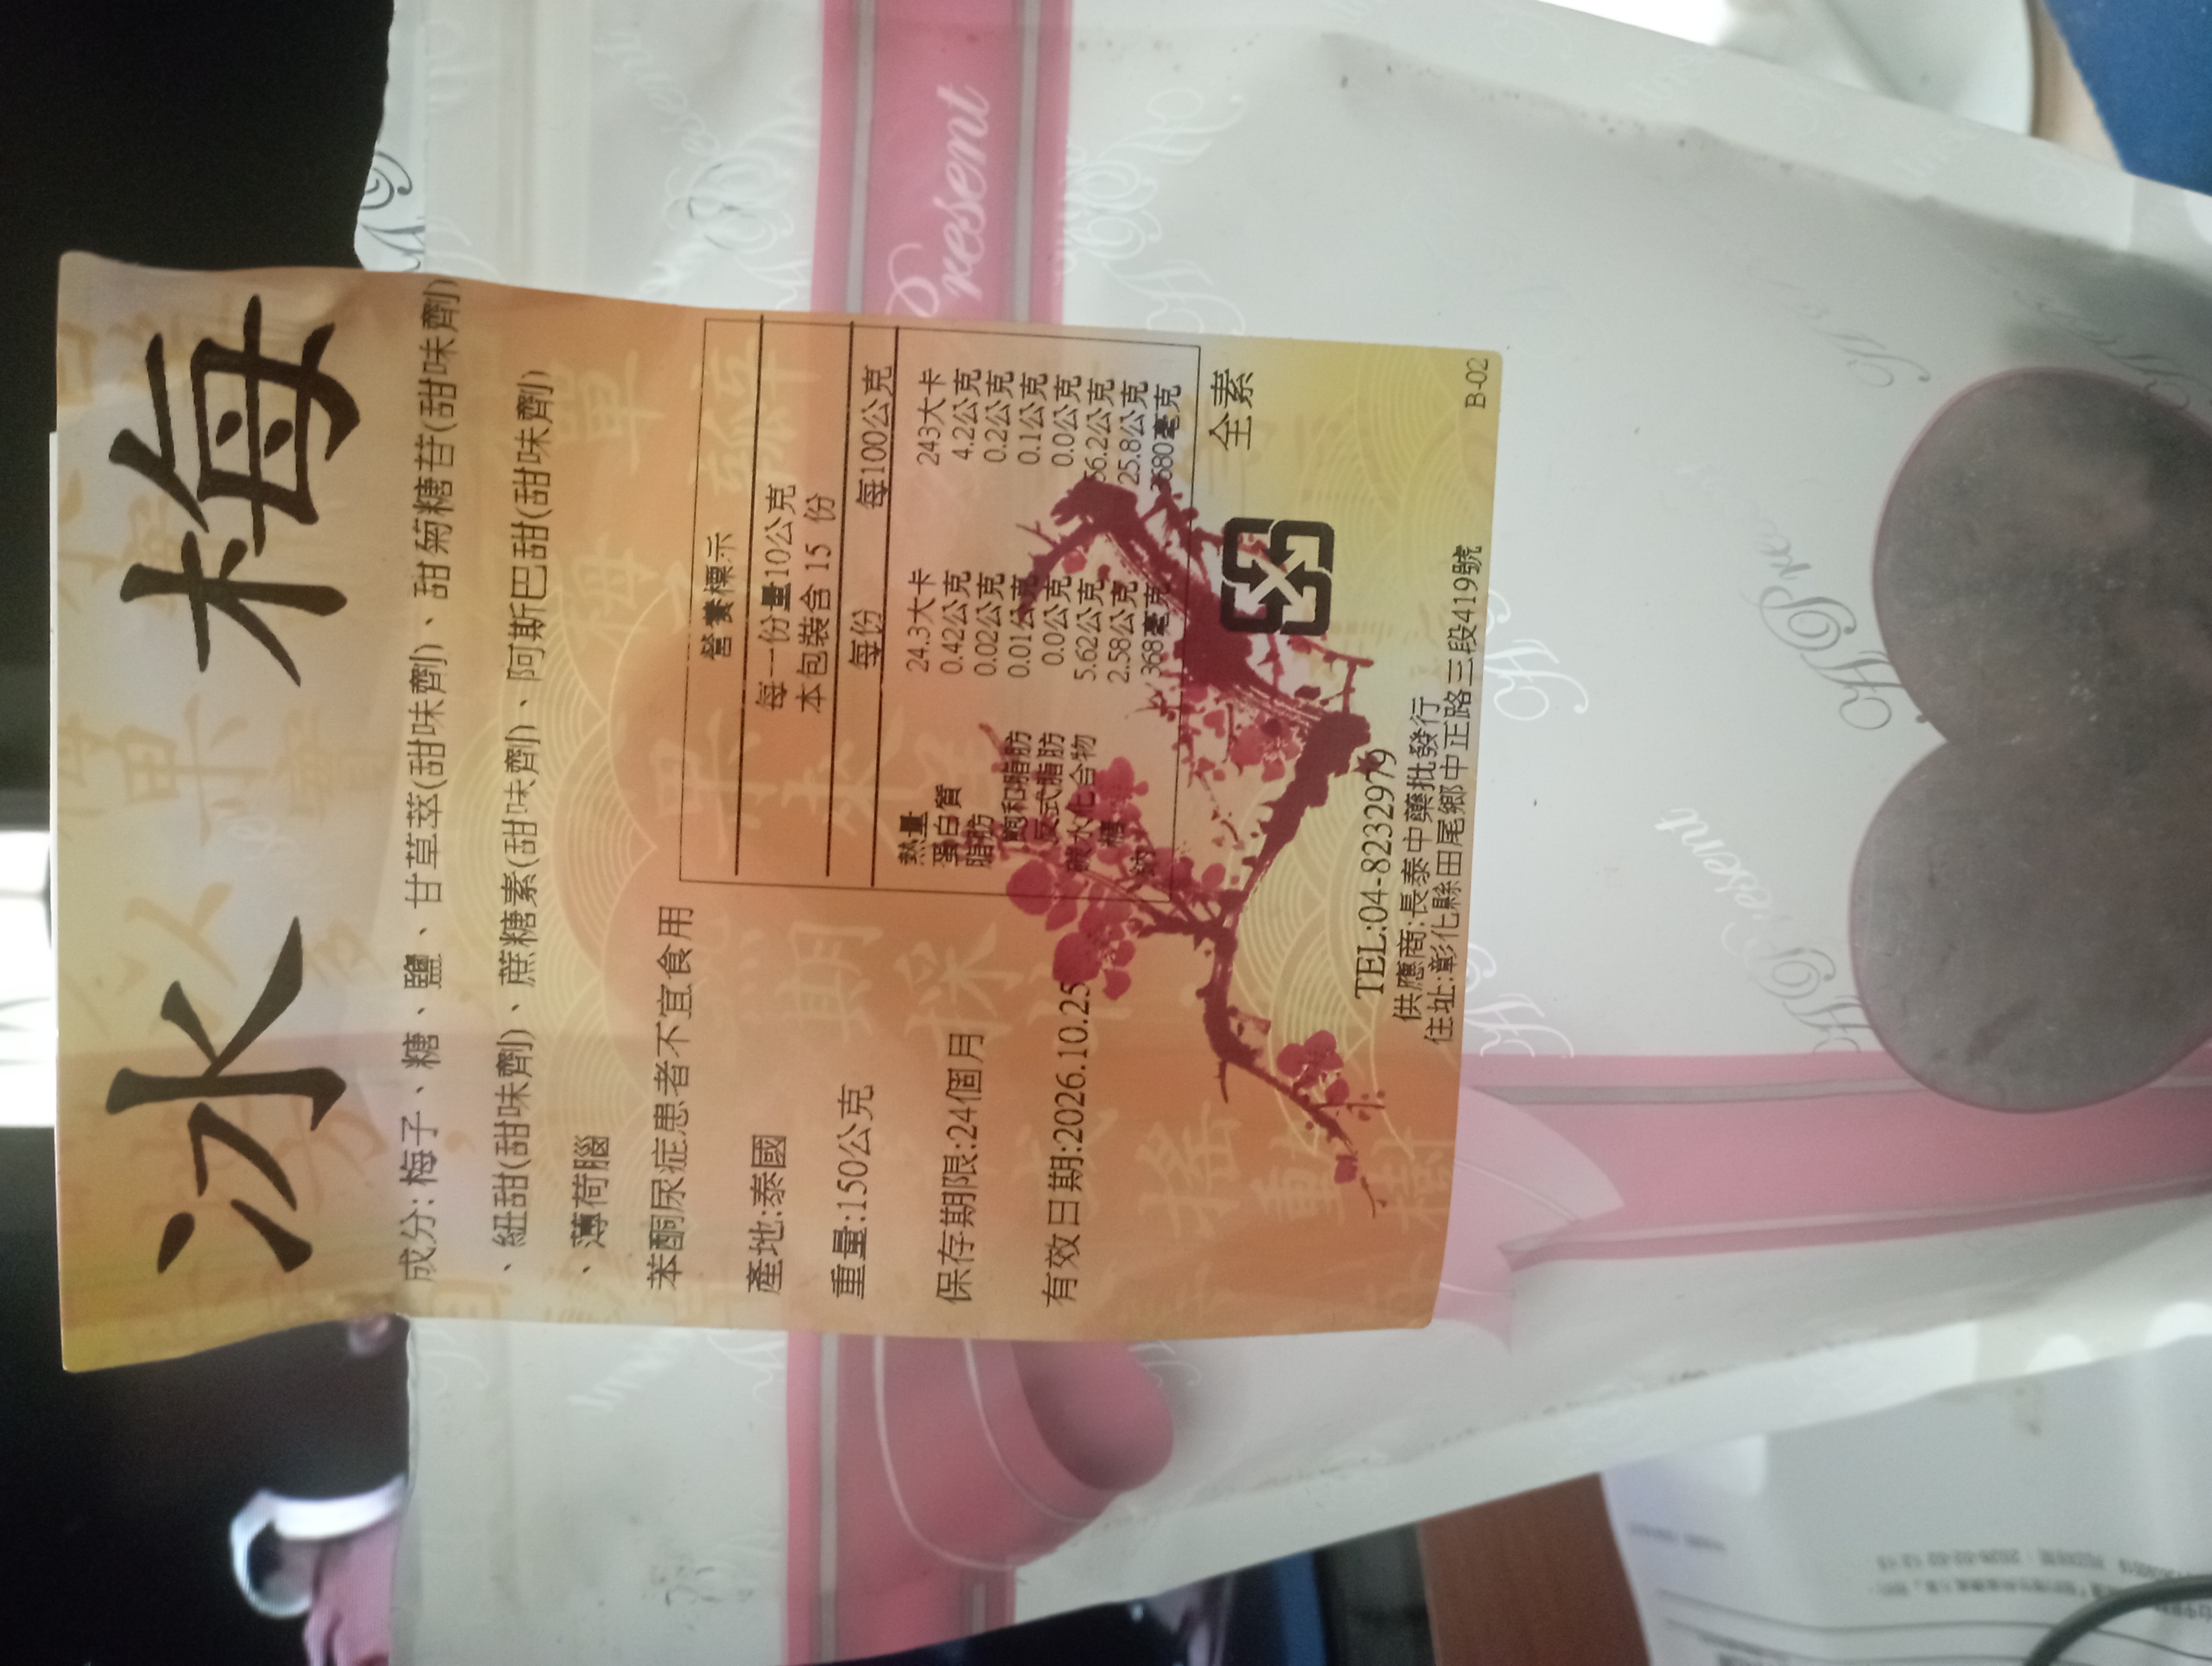 冰梅
成分:梅子、糖、鹽、甘草萃(甜味劑)、甜菊糖苷(甜味劑)
、紐甜(甜味劑)、蔗糖素(甜味劑)、阿斯巴甜(甜味劑)
、薄荷腦
苯酮尿症患者不宜食用
產地:泰國
重量:150公克
保存期限:24個月
有效日期:2026.10.25
營養標示
每一份量10公克
本包裝含 15 份
每份 每100公克
熱量 24.3大卡 243大卡
蛋白質 0.42公克 4.2公克
脂肪 0.02公克 0.2公克
飽和脂肪 0.01公克 0.1公克
反式脂肪 0.0公克 0.0公克
碳水化合物 5.62公克 56.2公克
糖 2.58公克 25.8公克
鈉 368毫克 3680毫克
全素
TEL:04-8232979
供應商:長泰中藥批發行
住址:彰化縣田尾鄉中正路三段419號
B-02
Present
Present